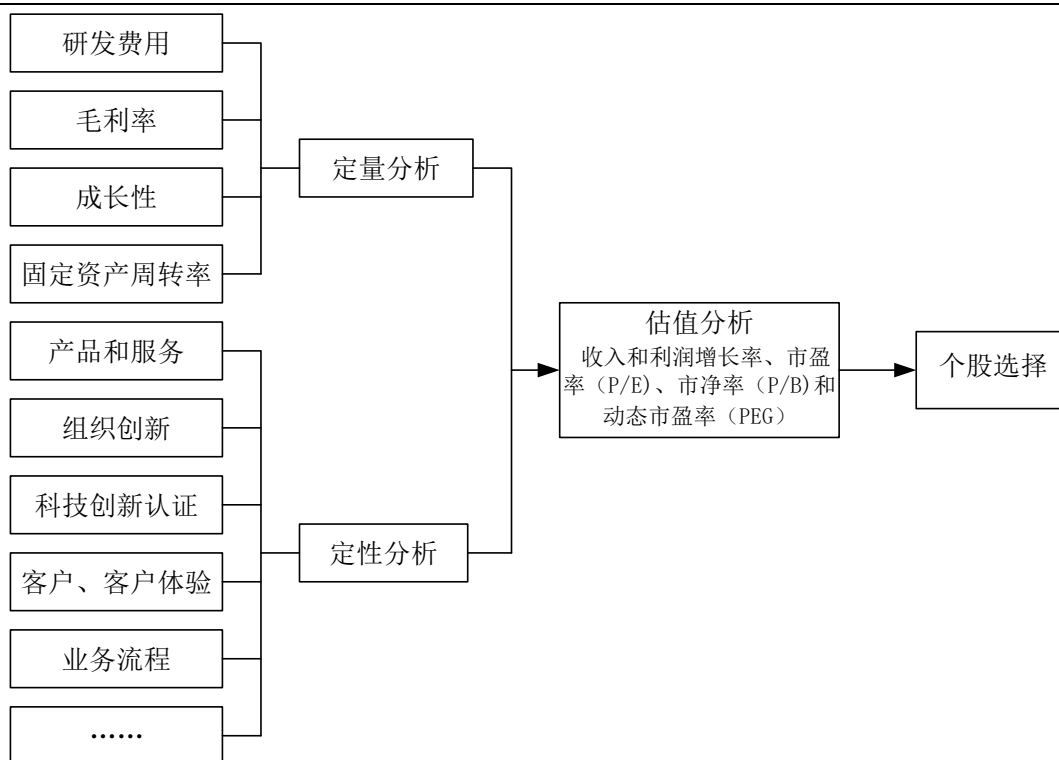 研发费用
毛利率
成长性
固定资产周转率
产品和服务
组织创新
科技创新认证
客户、客户体验
业务流程
······
定量分析
定性分析
估值分析
收入和利润增长率、市盈
率（P/E)、市净率（P/B)和
动态市盈率（PEG）
个股选择